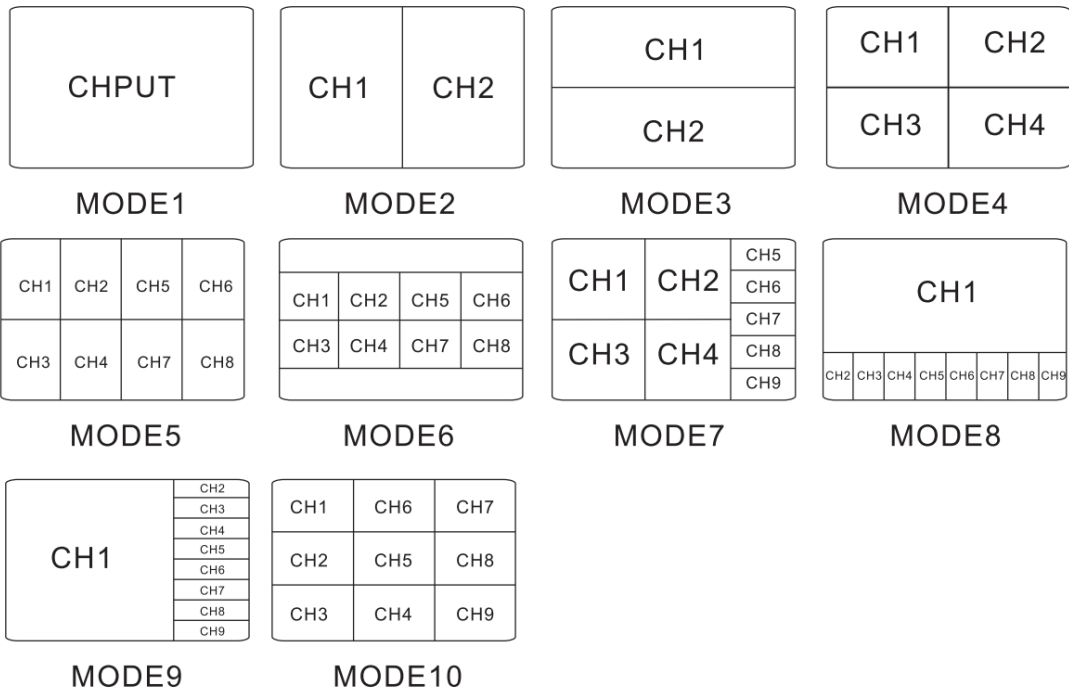 CHPUT
MODE1
CH1 CH2
MODE2
CH1
CH2
MODE3
CH1 CH2
CH3 CH4
MODE4
CH1 CH2 CH5 CH6
CH3 CH4 CH7 CH8
MODE5
CH1 CH2 CH5 CH6
CH3 CH4 CH7 CH8
MODE6
CH1 CH2
CH3 CH4
CH5
CH6
CH7
CH8
CH9
MODE7
CH1
CH2 CH3 CH4 CH5 CH6 CH7 CH8 CH9
MODE8
CH1
CH2
CH3
CH4
CH5
CH6
CH7
CH8
CH9
MODE9
CH1 CH6 CH7
CH2 CH5 CH8
CH3 CH4 CH9
MODE10